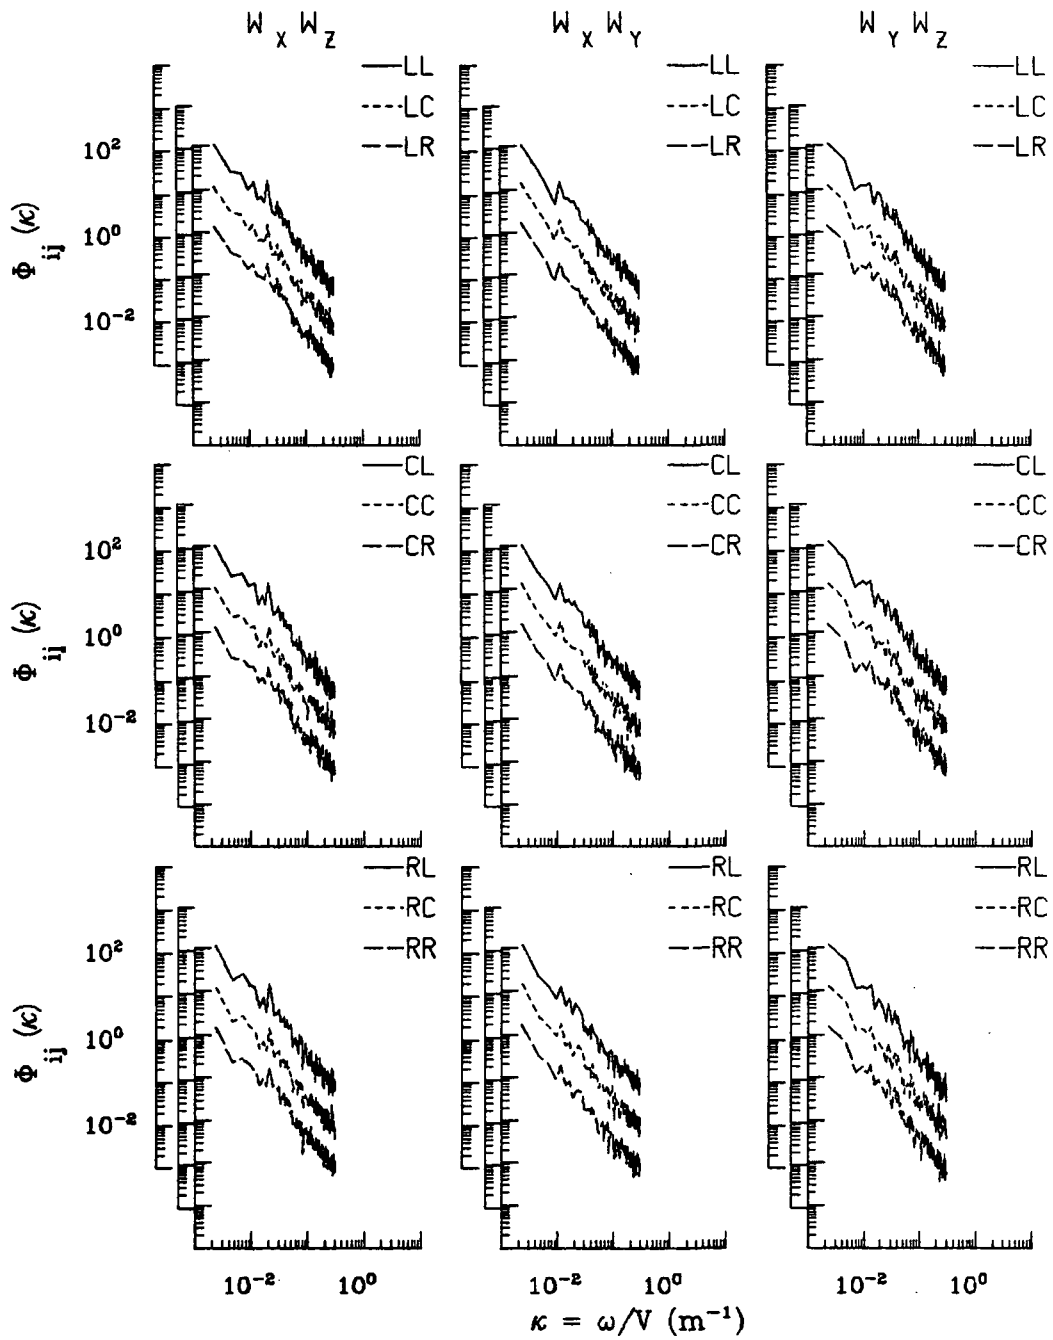 W X W Z
W X W Y
W Y W Z
LL
LC
LR
LL
LC
LR
LL
LC
LR
10² 
10⁰
10⁻²
Φ ij (κ)
CL
CC
CR
CL
CC
CR
CL
CC
CR
10²
10⁰
10⁻²
Φ ij (κ)
RL
RC
RR
RL
RC
RR
RL
RC
RR
10²
10⁰
10⁻²
Φ ij (κ)
10⁻² 10⁰
10⁻² 10⁰
10⁻² 10⁰
κ = ω/V (m⁻¹)